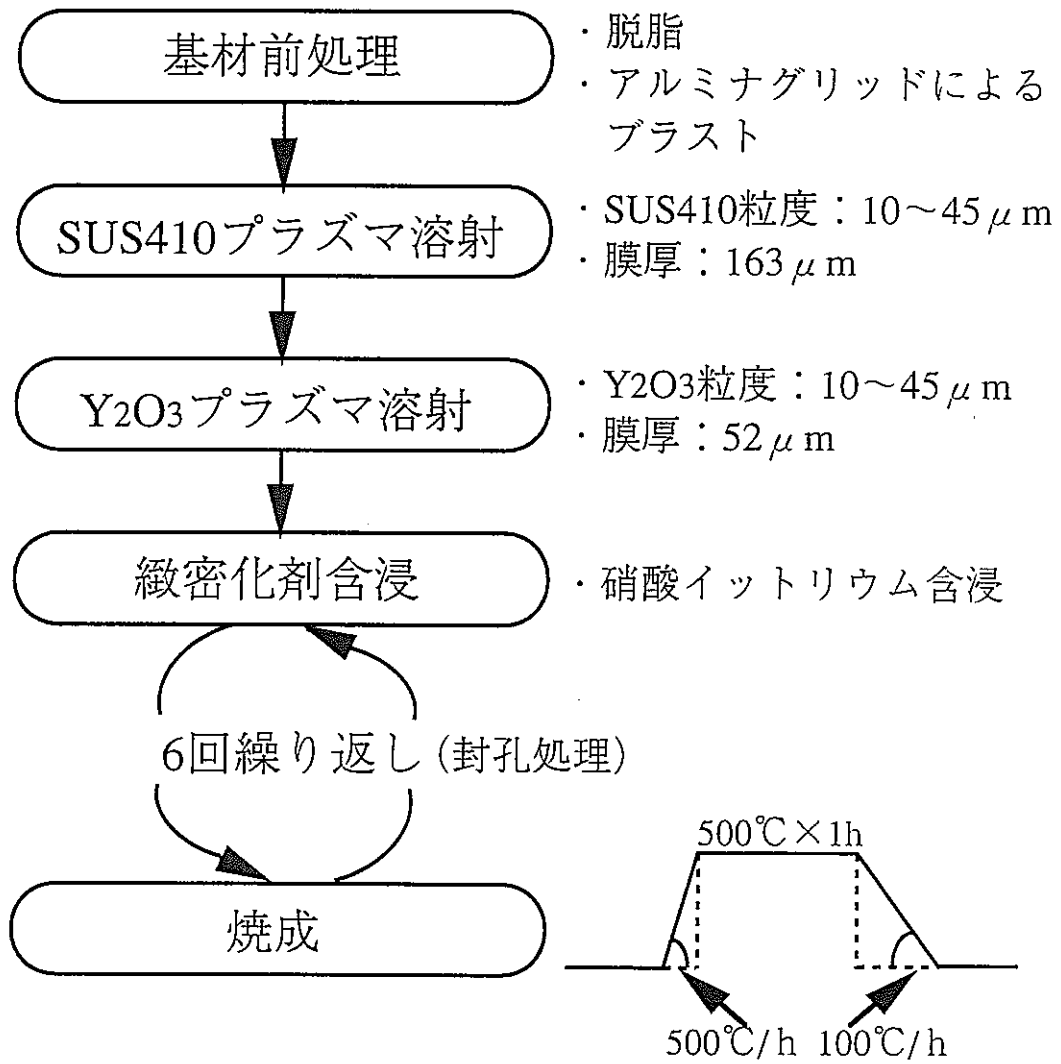 基材前処理
・脱脂
・アルミナグリッドによる
ブラスト
SUS410プラズマ溶射
・SUS410粒度：10～45μm
・膜厚：163μm
Y2O3プラズマ溶射
・Y2O3粒度：10～45μm
・膜厚：52μm
緻密化剤含浸
・硝酸イットリウム含浸
6回繰り返し(封孔処理)
焼成
500℃×1h
500℃/h 100℃/h